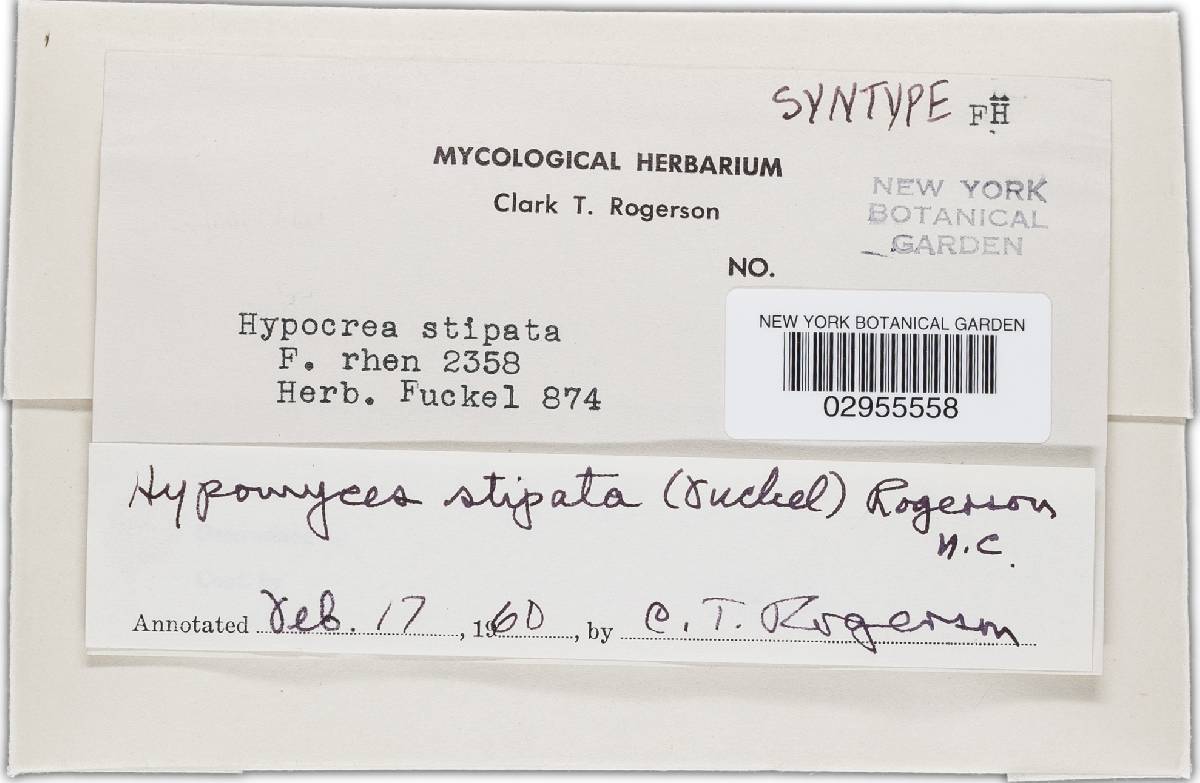 SYNTYPE FH
MYCOLOGICAL HERBARIUM
Clark T. Rogerson
NEW YORK
BOTANICAL
GARDEN
NO.
NEW YORK BOTANICAL GARDEN
02955558
Hypocrea stipata
F. rhen 2358
Herb. Fuckel 874
Hypomyces stipata (Fuckel) Rogerson
n.c.
Annotated Feb. 17, 1960, by C. T. Rogerson